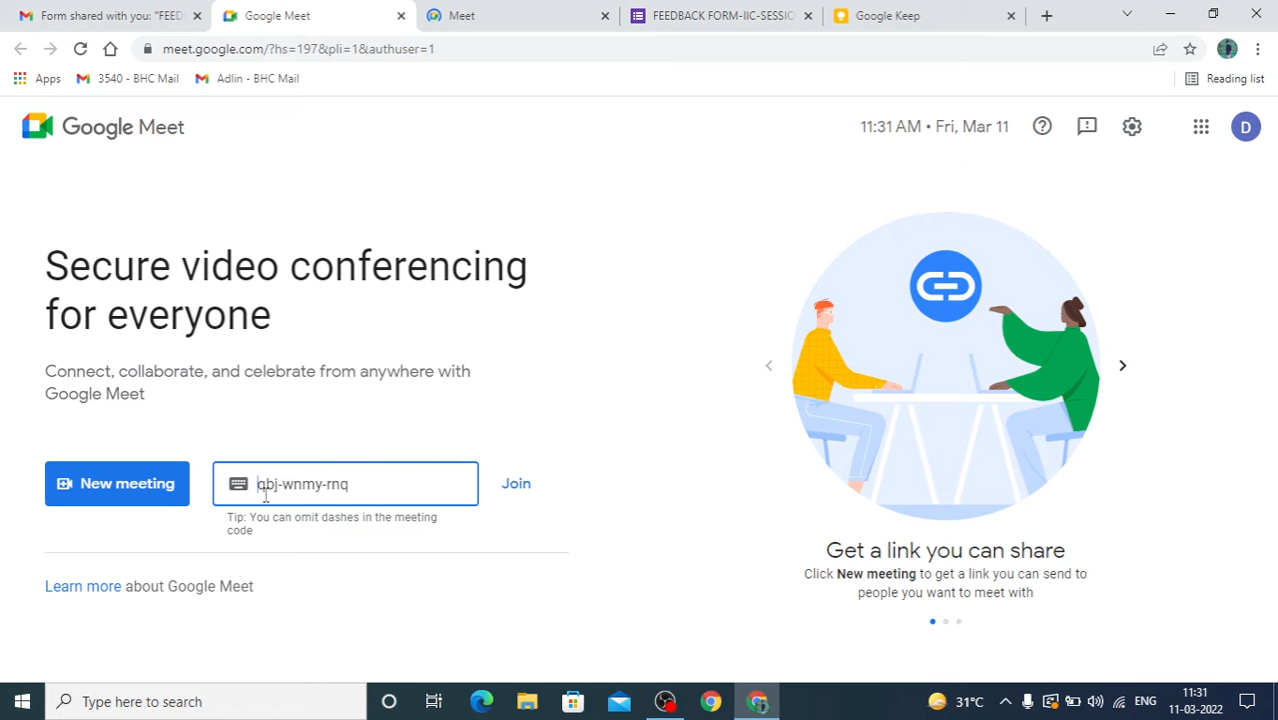 Form shared with you: "FEED
Google Meet
Meet
FEEDBACK FORM-IIC-SESSIO
Google Keep
meet.google.com/?hs=197&pli=1&authuser=1
Apps
3540 - BHC Mail
Adlin - BHC Mail
Reading list
Google Meet
11:31 AM • Fri, Mar 11
D
Secure video conferencing
for everyone
Connect, collaborate, and celebrate from anywhere with
Google Meet
New meeting
qbj-wnmy-rnq
Join
Tip: You can omit dashes in the meeting
code
Learn more about Google Meet
Get a link you can share
Click New meeting to get a link you can send to
people you want to meet with
Type here to search
31°C
ENG
11:31
11-03-2022